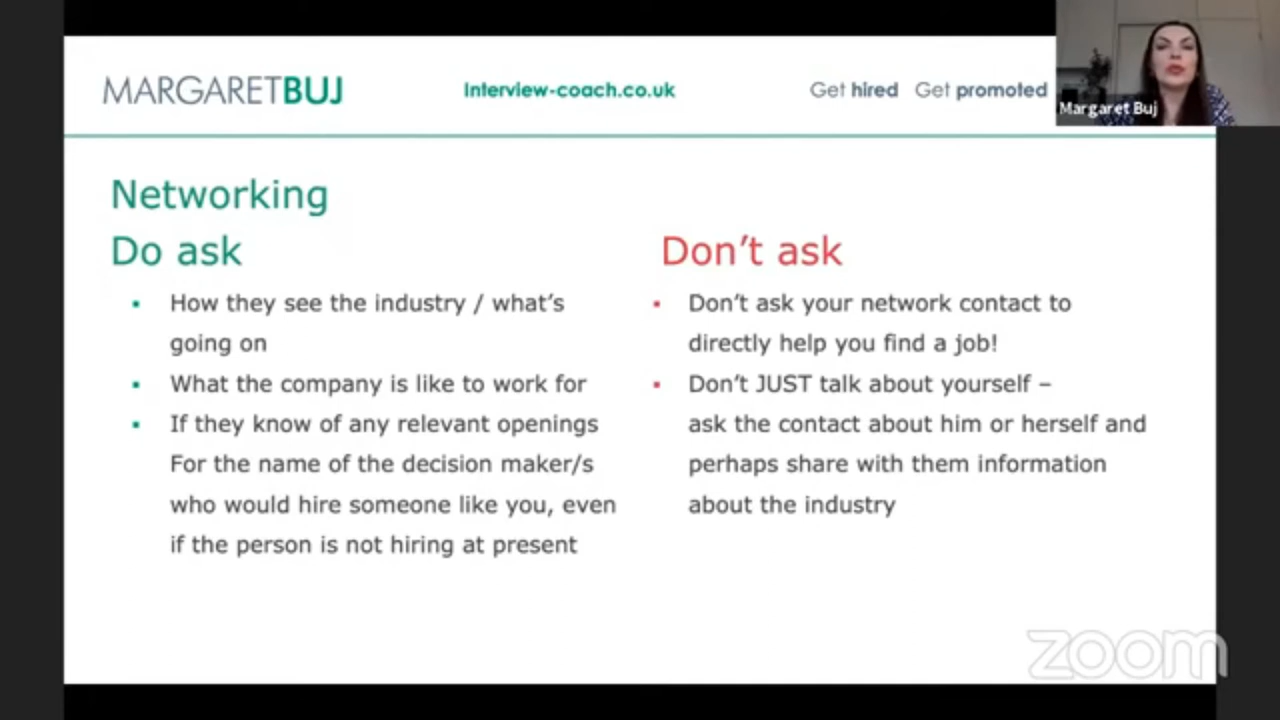 MARGARETBUJ
Interview-coach.co.uk
Get hired Get promoted
Margaret Buj
Networking
Do ask
▪ How they see the industry / what's
going on
▪ What the company is like to work for
▪ If they know of any relevant openings
For the name of the decision maker/s
who would hire someone like you, even
if the person is not hiring at present
Don't ask
▪ Don't ask your network contact to
directly help you find a job!
▪ Don't JUST talk about yourself –
ask the contact about him or herself and
perhaps share with them information
about the industry
zoom